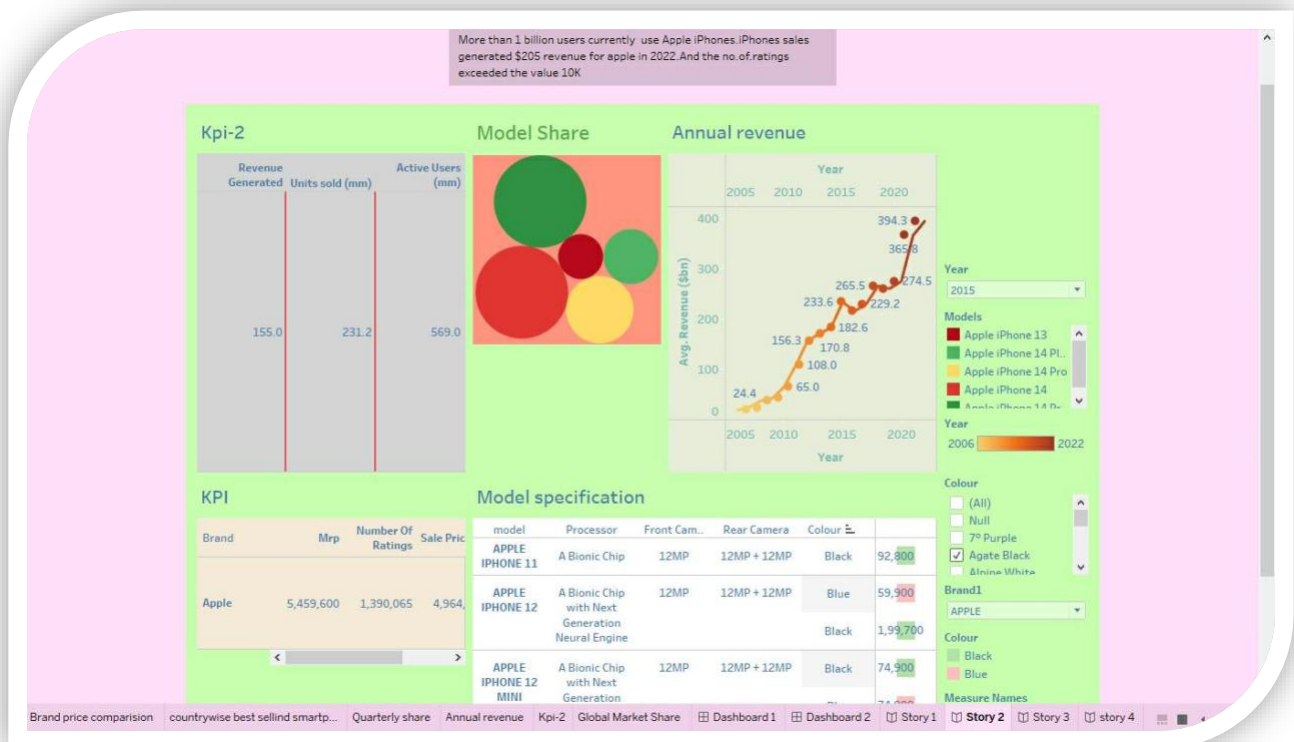 More than 1 billion users currently use Apple iPhones.iPhones sales
generated $205 revenue for apple in 2022.And the no.of.ratings
exceeded the value 10K
Kpi-2
Revenue
Generated
Units sold (mm)
Active Users
(mm)
155.0
231.2
569.0
Model Share
Annual revenue
Year
2005 2010 2015 2020
400
300
200
100
0
Avg. Revenue ($bn)
394.3
365.8
274.5
265.5
229.2
233.6
182.6
156.3
170.8
108.0
65.0
24.4
2005 2010 2015 2020
Year
Year
2015
Models
Apple iPhone 13
Apple iPhone 14 Pl..
Apple iPhone 14 Pro
Apple iPhone 14
Apple iPhone 14 Pr
Year
2006 2022
Colour
(All)
Null
7º Purple
Agate Black
Alpine White
Brand1
APPLE
Colour
Black
Blue
Measure Names
KPI
Brand Mrp Number Of
Ratings Sale Pric
Apple 5,459,600 1,390,065 4,964,
Model specification
model Processor Front Cam.. Rear Camera Colour
APPLE
IPHONE 11
A Bionic Chip 12MP 12MP + 12MP Black 92,800
APPLE
IPHONE 12
A Bionic Chip
with Next
Generation
Neural Engine
12MP 12MP + 12MP Blue 59,900
Black 1,99,700
APPLE
IPHONE 12
MINI
A Bionic Chip
with Next
Generation
12MP 12MP + 12MP Black 74,900
Brand price comparision countrywise best sellind smartp... Quarterly share Annual revenue Kpi-2 Global Market Share Dashboard 1 Dashboard 2 Story 1 Story 2 Story 3 story 4